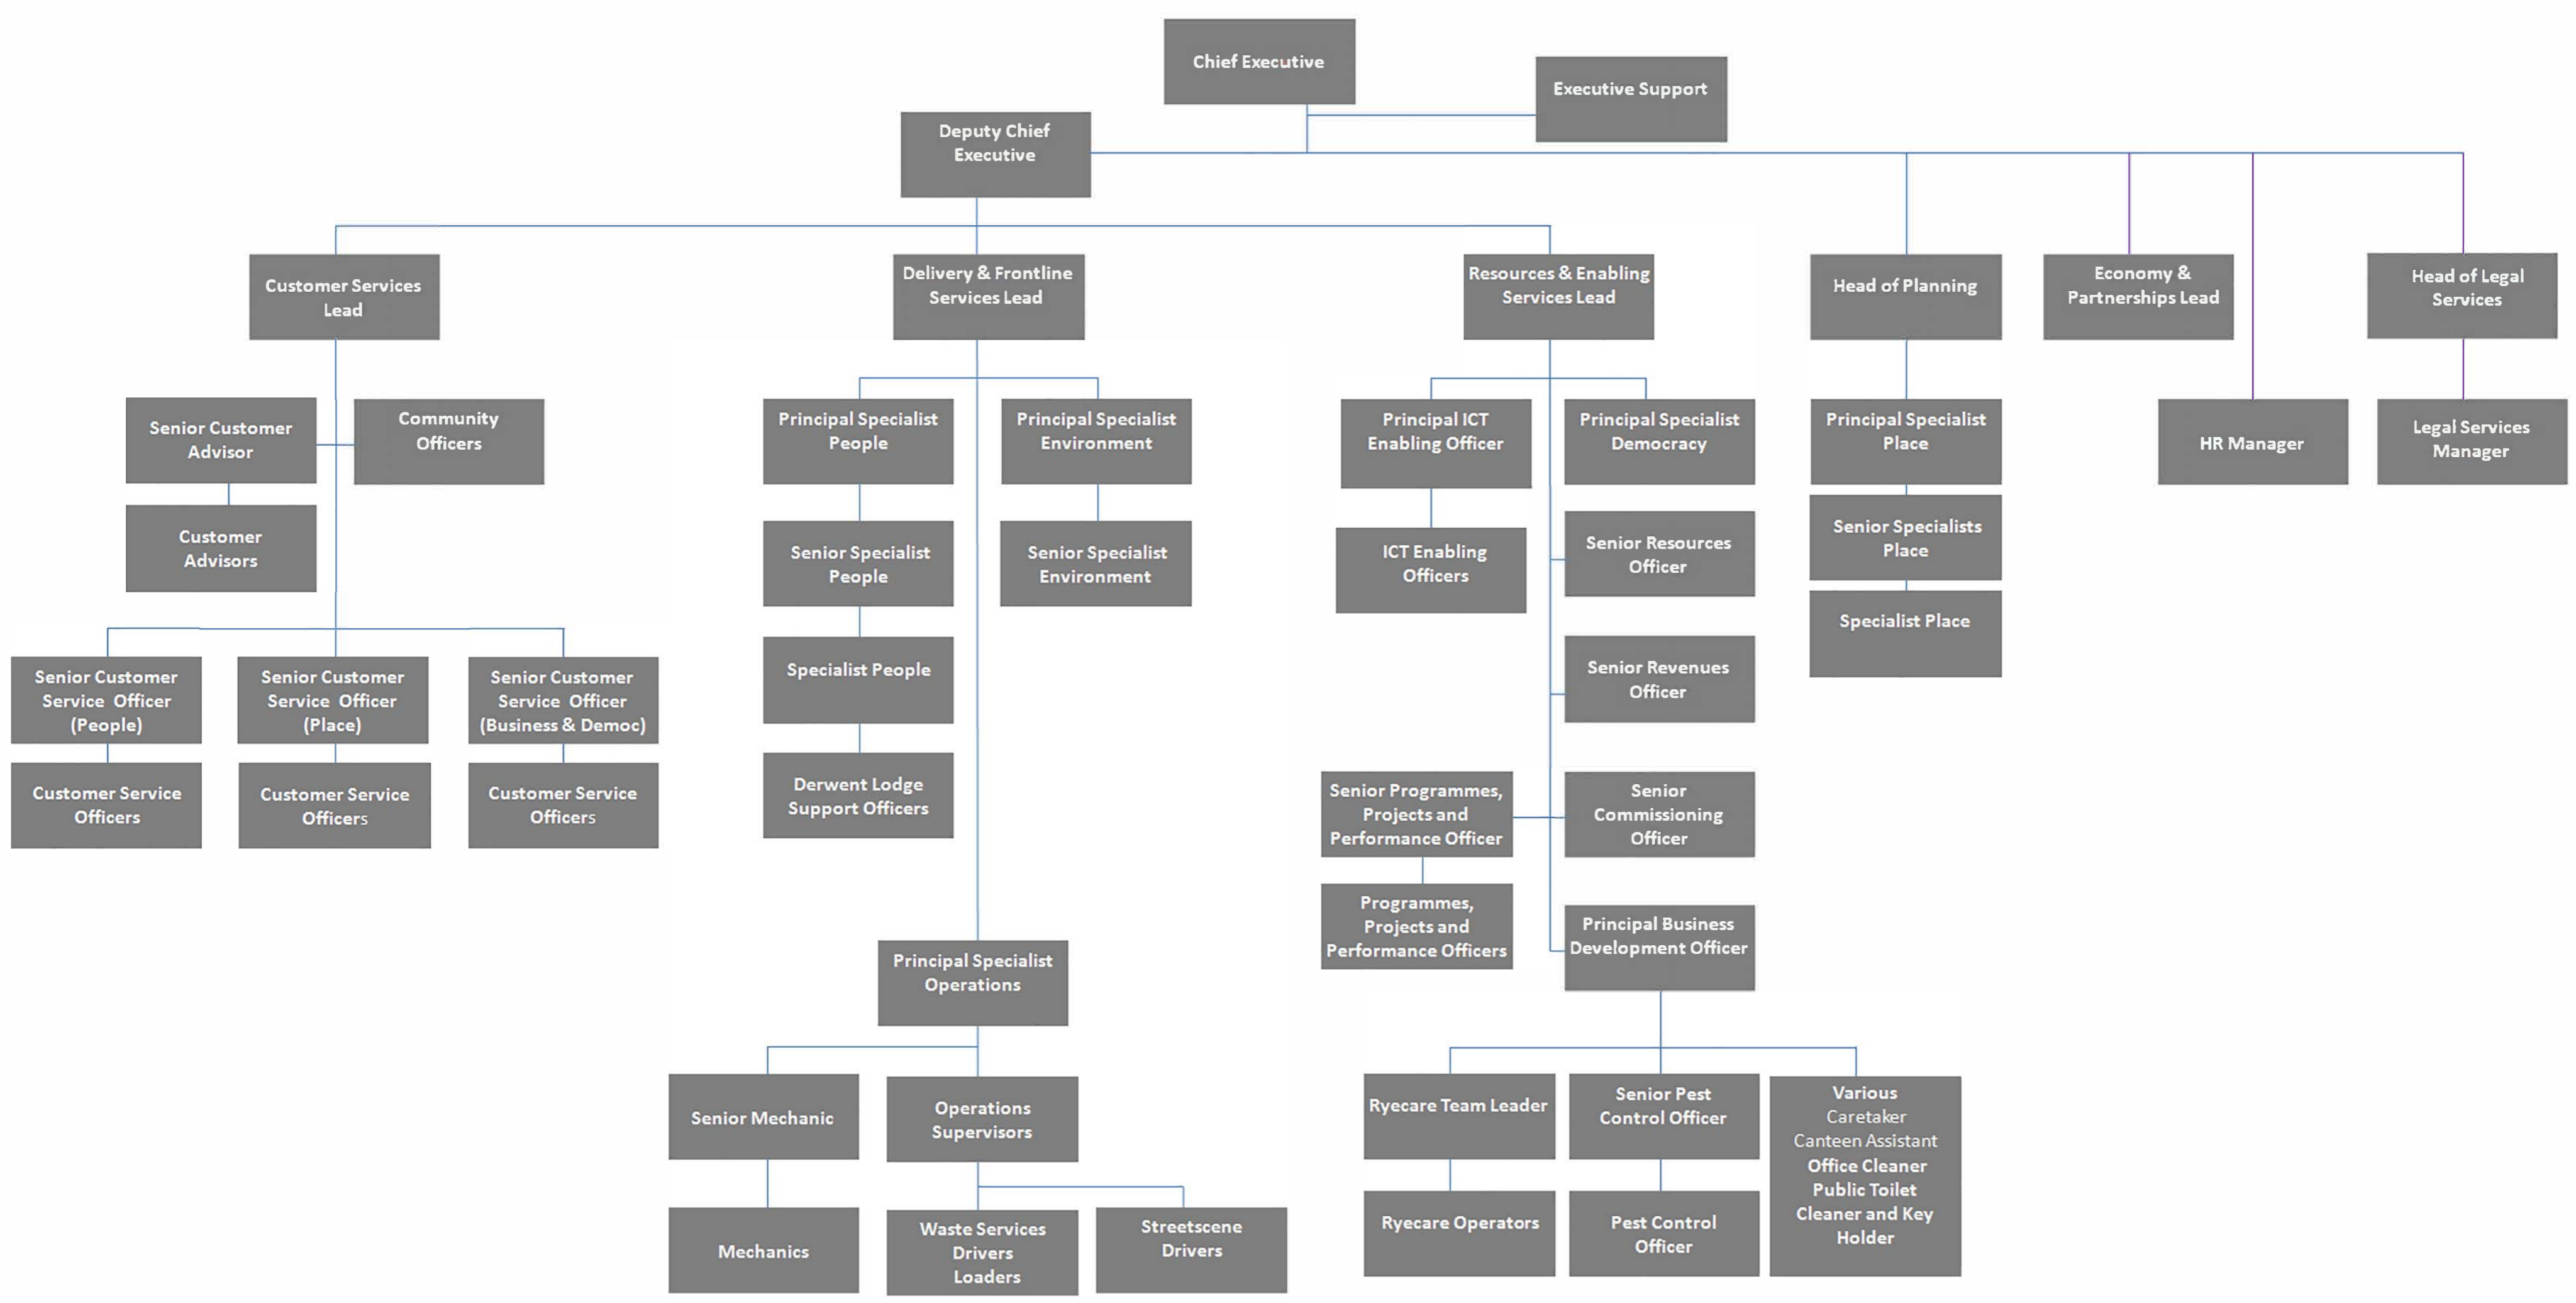 Chief Executive
Executive Support
Deputy Chief
Executive
Customer Services
Lead
Delivery & Frontline
Services Lead
Resources & Enabling
Services Lead
Head of Planning
Economy &
Partnerships Lead
Head of Legal
Services
Senior Customer
Advisor
Community
Officers
Principal Specialist
People
Principal Specialist
Environment
Principal ICT
Enabling Officer
Principal Specialist
Democracy
Principal Specialist
Place
HR Manager
Legal Services
Manager
Customer
Advisors
Senior Specialist
People
Senior Specialist
Environment
ICT Enabling
Officers
Senior Resources
Officer
Senior Specialists
Place
Specialist Place
Senior Customer
Service Officer
(People)
Senior Customer
Service Officer
(Place)
Senior Customer
Service Officer
(Business & Democ)
Specialist People
Senior Revenues
Officer
Customer Service
Officers
Customer Service
Officers
Customer Service
Officers
Derwent Lodge
Support Officers
Senior Programmes,
Projects and
Performance Officer
Senior
Commissioning
Officer
Programmes,
Projects and
Performance Officers
Principal Business
Development Officer
Principal Specialist
Operations
Senior Mechanic
Operations
Supervisors
Ryecare Team Leader
Senior Pest
Control Officer
Various
Caretaker
Canteen Assistant
Office Cleaner
Public Toilet
Cleaner and Key
Holder
Mechanics
Waste Services
Drivers
Loaders
Streetscene
Drivers
Ryecare Operators
Pest Control
Officer